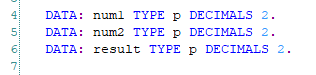 4 DATA: num1 TYPE p DECIMALS 2.
5 DATA: num2 TYPE p DECIMALS 2.
6 DATA: result TYPE p DECIMALS 2.
7